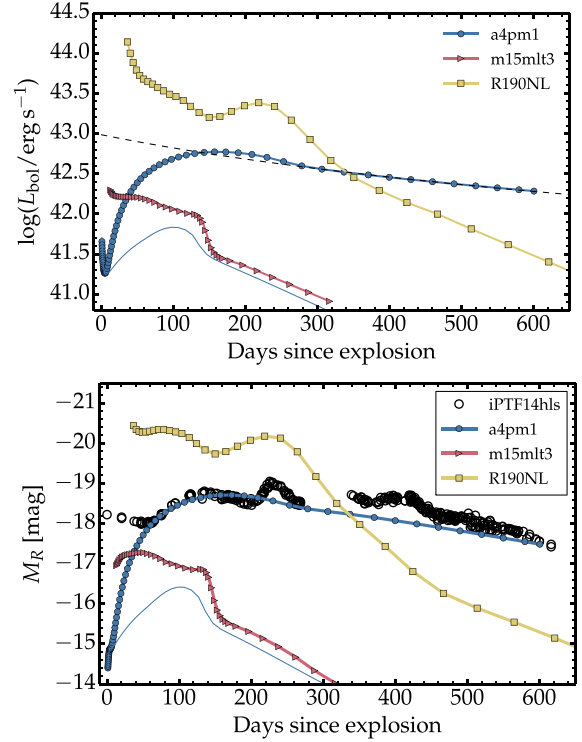 44.5
44.0
43.5
43.0
42.5
42.0
41.5
41.0
log(L_bol/erg s⁻¹)
a4pm1
m15mlt3
R190NL
0 100 200 300 400 500 600
Days since explosion
−21
−20
−19
−18
−17
−16
−15
−14
M_R [mag]
iPTF14hls
a4pm1
m15mlt3
R190NL
0 100 200 300 400 500 600
Days since explosion